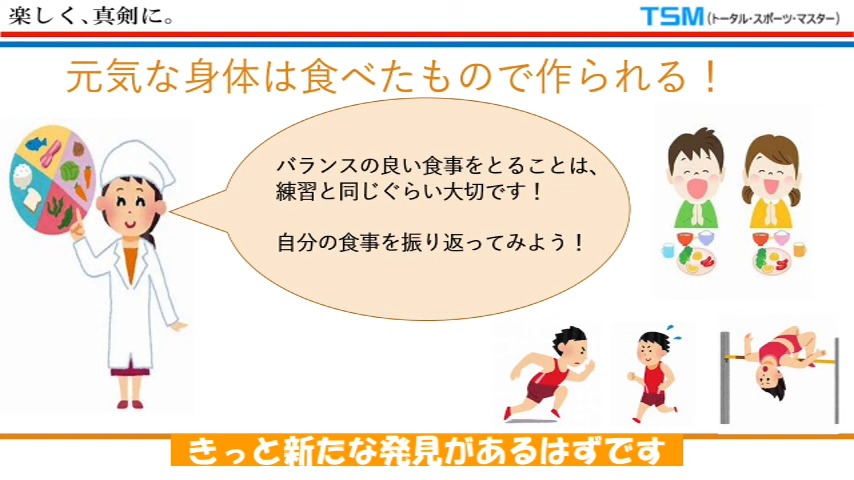 楽しく、真剣に。
TSM(トータル・スポーツ・マスター)
元気な身体は食べたもので作られる！
バランスの良い食事をとることは、
練習と同じぐらい大切です！
自分の食事を振り返ってみよう！
きっと新たな発見があるはずです